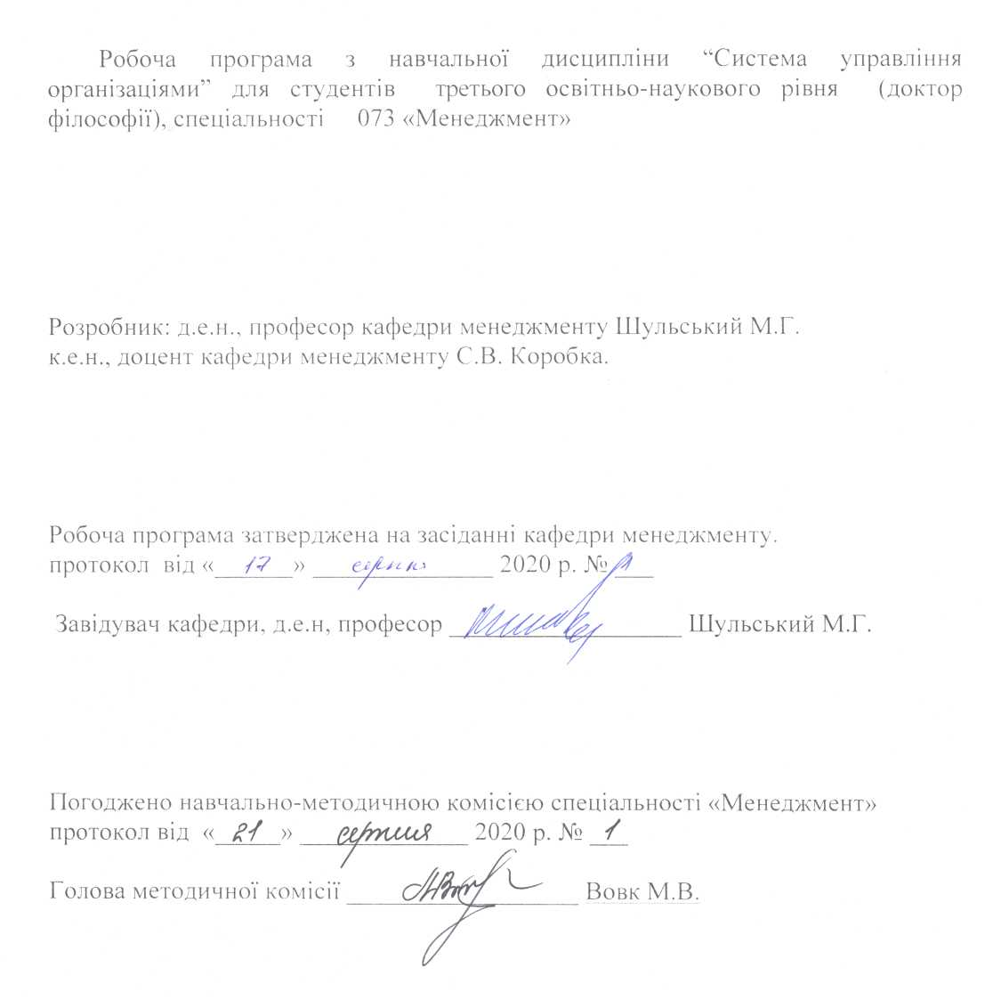 Робоча програма з навчальної дисципліни “Система управління
організаціями” для студентів третього освітньо-наукового рівня (доктор
філософії), спеціальності 073 «Менеджмент»
Розробник: д.е.н., професор кафедри менеджменту Шульський М.Г.
к.е.н., доцент кафедри менеджменту С.В. Коробка.
Робоча програма затверджена на засіданні кафедри менеджменту.
протокол від «17» серпня 2020 р. №
Завідувач кафедри, д.е.н, професор Шульський М.Г.
Погоджено навчально-методичною комісією спеціальності «Менеджмент»
протокол від «21» серпня 2020 р. № 1
Голова методичної комісії Вовк М.В.